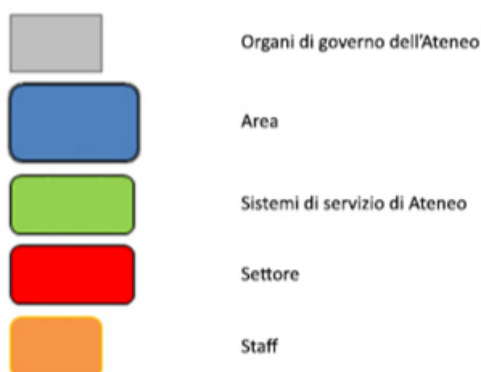 Organi di governo dell'Ateneo
Area
Sistemi di servizio di Ateneo
Settore
Staff